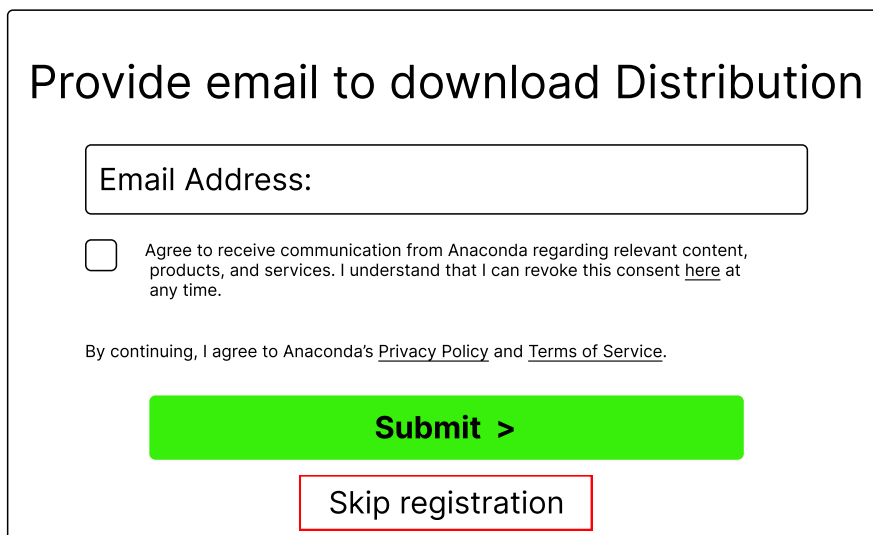 Provide email to download Distribution
Email Address:
Agree to receive communication from Anaconda regarding relevant content,
products, and services. I understand that I can revoke this consent here at
any time.
By continuing, I agree to Anaconda’s Privacy Policy and Terms of Service.
Submit >
Skip registration